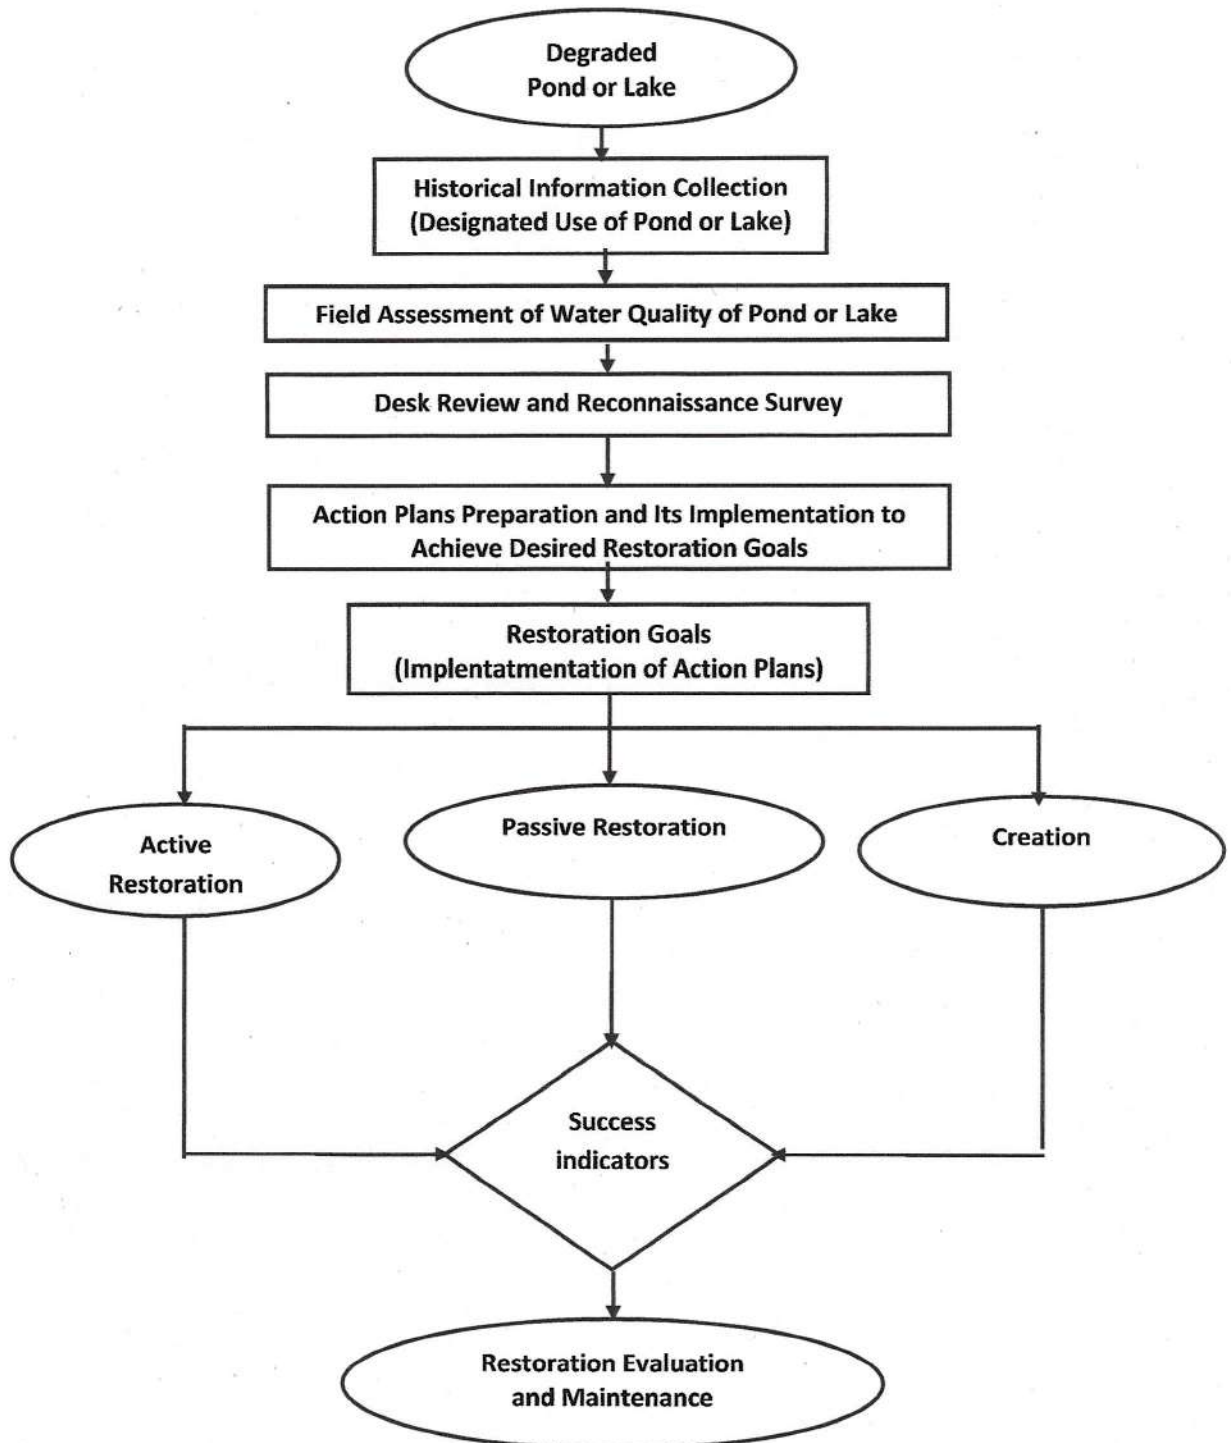 Degraded
Pond or Lake
Historical Information Collection
(Designated Use of Pond or Lake)
Field Assessment of Water Quality of Pond or Lake
Desk Review and Reconnaissance Survey
Action Plans Preparation and Its Implementation to
Achieve Desired Restoration Goals
Restoration Goals
(Implentatmentation of Action Plans)
Active
Restoration
Passive Restoration
Creation
Success
indicators
Restoration Evaluation
and Maintenance